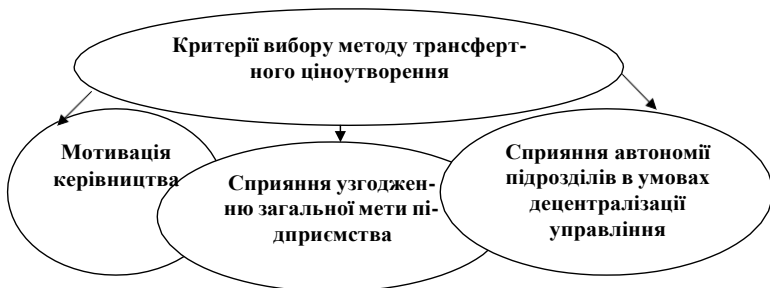 Критерії вибору методу трансферт-
ного ціноутворення
Мотивація
керівництва
Сприяння узгоджен-
ню загальної мети пі-
дприємства
Сприяння автономії
підрозділів в умовах
децентралізації
управління